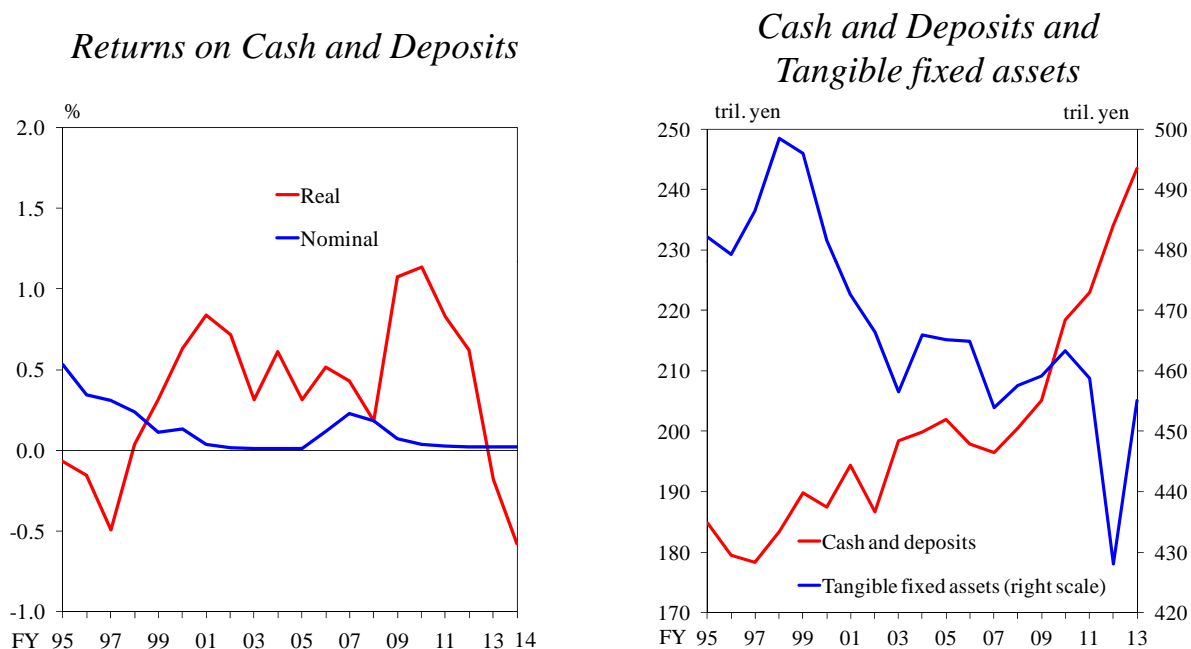 Returns on Cash and Deposits
%
2.0
1.5
1.0
0.5
0.0
-0.5
-1.0
Real
Nominal
FY 95 97 99 01 03 05 07 09 11 13 14
Cash and Deposits and
Tangible fixed assets
tril. yen tril. yen
250 500
240 490
230 480
220 470
210 460
200 450
190 440
180 430
170 420
Cash and deposits
Tangible fixed assets (right scale)
FY 95 97 99 01 03 05 07 09 11 13